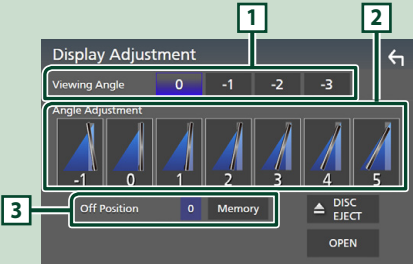 1 2
Display Adjustment
Viewing Angle 0 -1 -2 -3
Angle Adjustment
-1 0 1 2 3 4 5
3 Off Position 0 Memory DISC
EJECT
OPEN